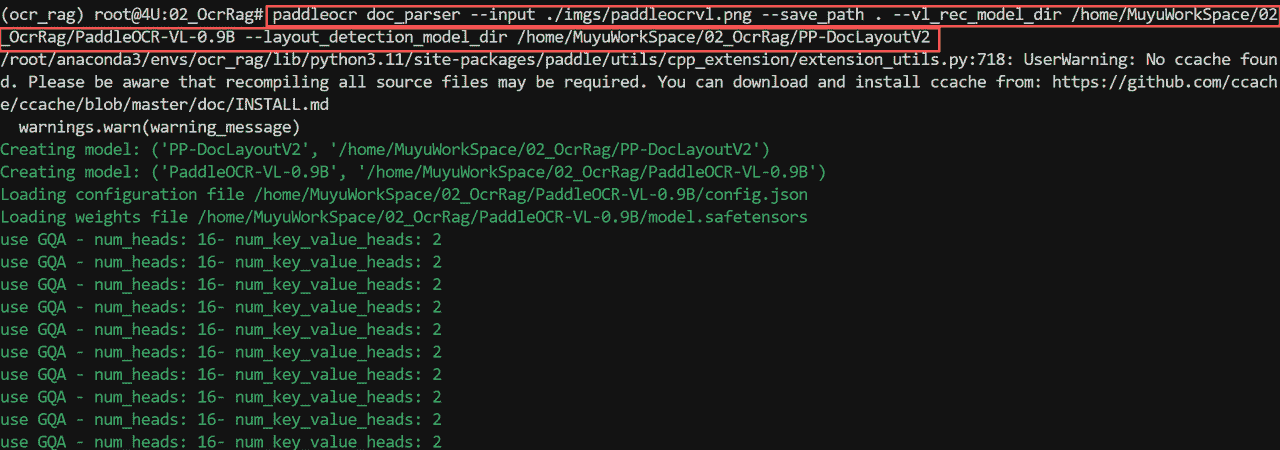 (ocr_rag) root@4U:02_OcrRag# paddleocr doc_parser --input ./imgs/paddleocrvl.png --save_path . --vl_rec_model_dir /home/MuyuWorkSpace/02
_OcrRag/PaddleOCR-VL-0.9B --layout_detection_model_dir /home/MuyuWorkSpace/02_OcrRag/PP-DocLayoutV2
/root/anaconda3/envs/ocr_rag/lib/python3.11/site-packages/paddle/utils/cpp_extension/extension_utils.py:718: UserWarning: No ccache foun
d. Please be aware that recompiling all source files may be required. You can download and install ccache from: https://github.com/ccach
e/ccache/blob/master/doc/INSTALL.md
  warnings.warn(warning_message)
Creating model: ('PP-DocLayoutV2', '/home/MuyuWorkSpace/02_OcrRag/PP-DocLayoutV2')
Creating model: ('PaddleOCR-VL-0.9B', '/home/MuyuWorkSpace/02_OcrRag/PaddleOCR-VL-0.9B')
Loading configuration file /home/MuyuWorkSpace/02_OcrRag/PaddleOCR-VL-0.9B/config.json
Loading weights file /home/MuyuWorkSpace/02_OcrRag/PaddleOCR-VL-0.9B/model.safetensors
use GQA - num_heads: 16- num_key_value_heads: 2
use GQA - num_heads: 16- num_key_value_heads: 2
use GQA - num_heads: 16- num_key_value_heads: 2
use GQA - num_heads: 16- num_key_value_heads: 2
use GQA - num_heads: 16- num_key_value_heads: 2
use GQA - num_heads: 16- num_key_value_heads: 2
use GQA - num_heads: 16- num_key_value_heads: 2
use GQA - num_heads: 16- num_key_value_heads: 2
use GQA - num_heads: 16- num_key_value_heads: 2
use GQA - num_heads: 16- num_key_value_heads: 2